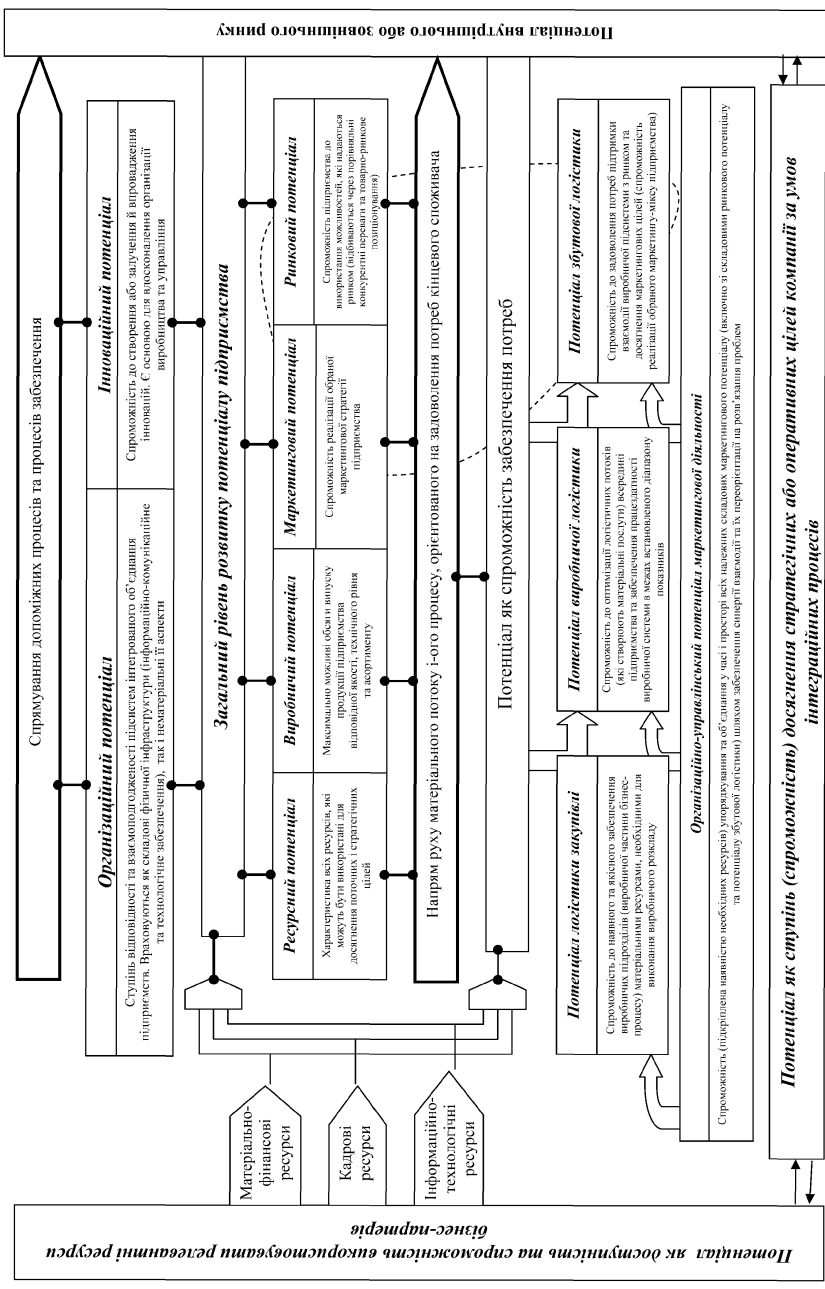 Потенціал як доступність та спроможність використовувати релевантні ресурси
бізнес-партнерів
Матеріально-
фінансові
ресурси
Кадрові
ресурси
Інформаційно-
технологічні
ресурси
Спрямування допоміжних процесів та процесів забезпечення
Організаційний потенціал
Ступінь відповідності та взаємоподгодженості підсистем інтегрованого об’єднання
підприємств. Враховуються як складові фізичної інфраструктури (інформаційно-комунікаційне
та технологічне забезпечення), так і нематеріальні її аспекти
Інноваційний потенціал
Спроможність до створення або залучення й впровадження
інновацій. Є основою для вдосконалення організації
виробництва та управління
Загальний рівень розвитку потенціалу підприємства
Ресурсний потенціал
Характеристика всіх ресурсів, які
можуть бути використані для
досягнення поточних і стратегічних
цілей
Виробничий потенціал
Максимально можливі обсяги випуску
продукції підприємства
відповідної якості, технічного рівня
та асортименту
Маркетинговий потенціал
Спроможність реалізації обраної
маркетингової стратегії
підприємства
Ринковий потенціал
Спроможність підприємства до
використання можливостей, які надаються
ринком (відбиваються через порівняльні
конкурентні переваги та товарно-ринкове
позиціонування)
Напрям руху матеріального потоку і-ого процесу, орієнтованого на задоволення потреб кінцевого споживача
Потенціал як спроможність забезпечення потреб
Потенціал логістики закупівлі
Спроможність до наявного та якісного забезпечення
виробничих підрозділів (виробничої частини бізнес-
процесу) матеріальними ресурсами, необхідними для
виконання виробничого розкладу
Потенціал виробничої логістики
Спроможність до оптимізації логістичних потоків
(які створюють матеріальні послуги) всередині
підприємства та забезпечення працездатності
виробничої системи в межах встановленого діапазону
показників
Потенціал збутової логістики
Спроможність до задоволення потреб підтримки
взаємодії виробничої підсистеми з ринком та
досягнення маркетингових цілей (спроможність
реалізації обраного маркетингу-міксу підприємства)
Організаційно-управлінський потенціал маркетингової діяльності
Спроможність (підкріплена наявністю необхідних ресурсів) упорядкування та об’єднання у часі і просторі всіх належних складових маркетингового потенціалу (включно зі складовими ринкового потенціалу
та потенціалу збутової логістики) шляхом забезпечення синергії взаємодії та їх переорієнтації на розв’язання проблем
Потенціал як ступінь (спроможність) досягнення стратегічних або оперативних цілей компанії за умов
інтеграційних процесів
Потенціал внутрішнього або зовнішнього ринку